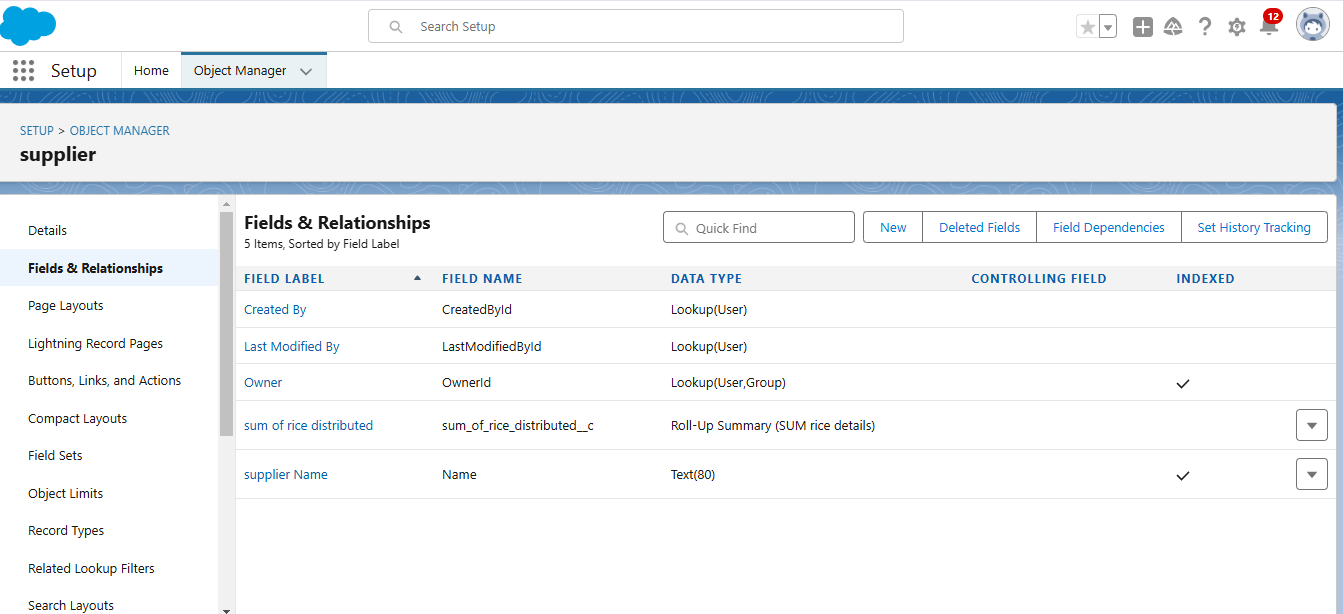 Search Setup
12
Setup
Home
Object Manager
SETUP > OBJECT MANAGER
supplier
Details
Fields & Relationships
Page Layouts
Lightning Record Pages
Buttons, Links, and Actions
Compact Layouts
Field Sets
Object Limits
Record Types
Related Lookup Filters
Search Layouts
Fields & Relationships
5 Items, Sorted by Field Label
Quick Find
New
Deleted Fields
Field Dependencies
Set History Tracking
FIELD LABEL FIELD NAME DATA TYPE CONTROLLING FIELD INDEXED
Created By CreatedById Lookup(User)
Last Modified By LastModifiedById Lookup(User)
Owner OwnerId Lookup(User,Group)
sum of rice distributed sum_of_rice_distributed__c Roll-Up Summary (SUM rice details)
supplier Name Name Text(80)